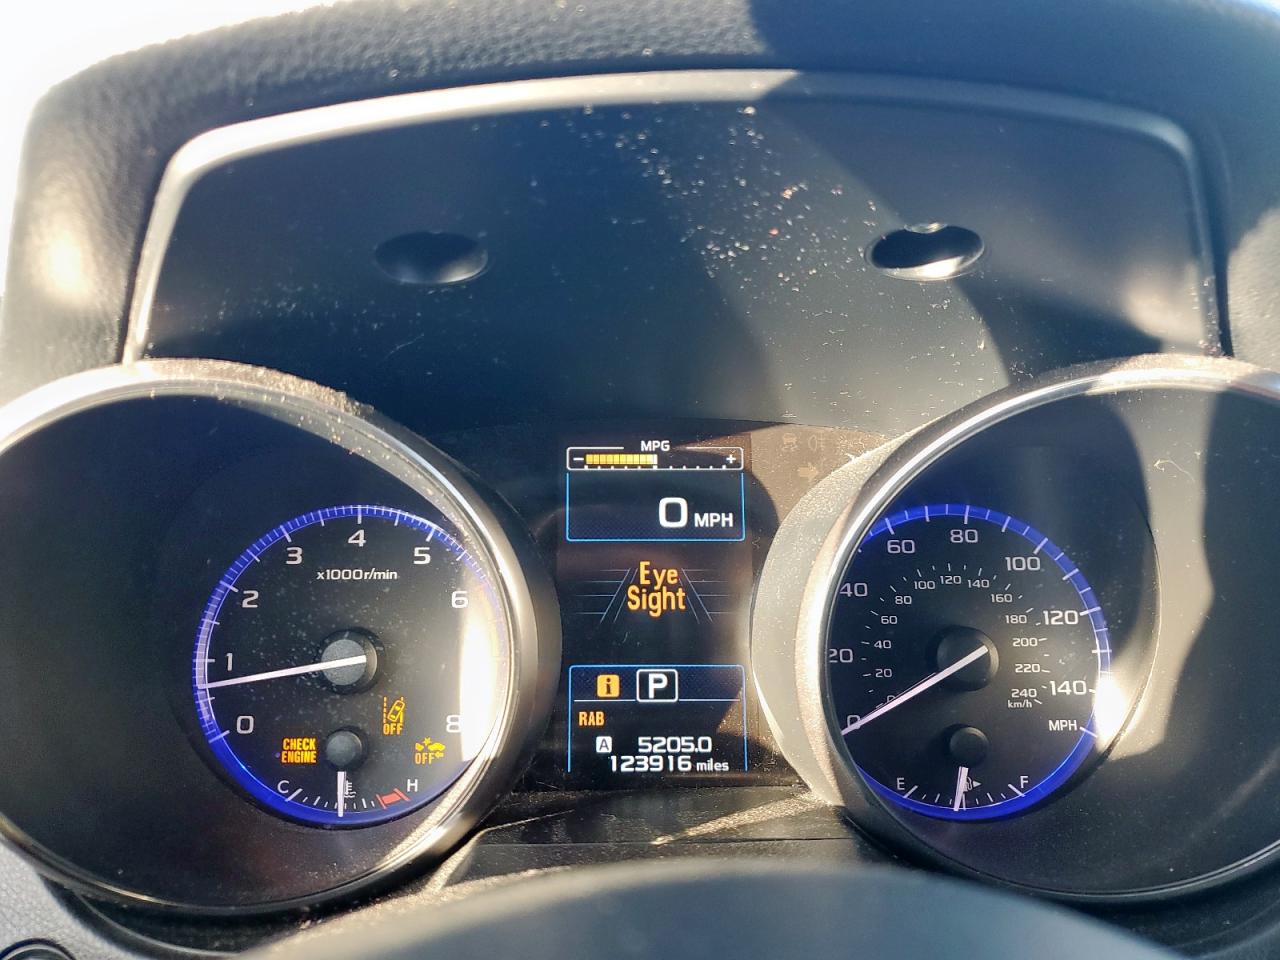 MPG
- +
0 MPH
Eye
Sight
i P
RAB
A 5205.0
123916 miles
0
1
2
3
4
5
6
8
x1000r/min
CHECK
ENGINE
OFF
OFF
C H
0
20
40
60
80
100
120
140
MPH
0
20
40
60
80
100
120
140
160
180
200
220
240
km/h
E F